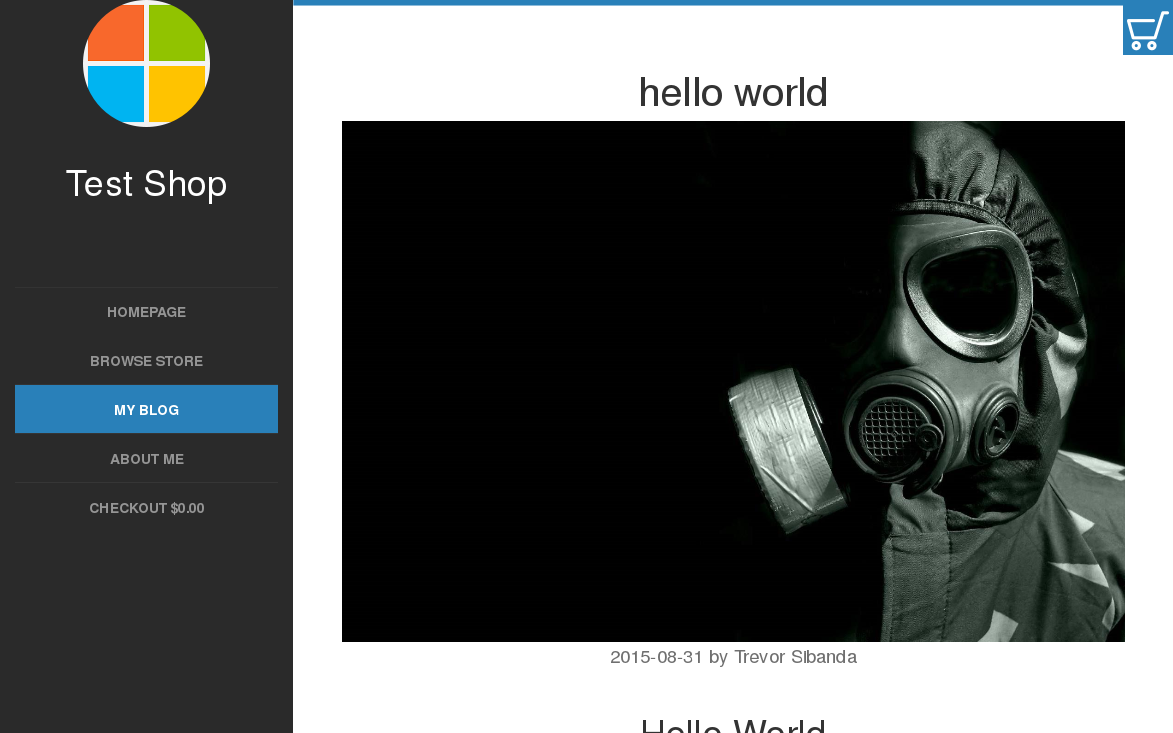 Test Shop
HOMEPAGE
BROWSE STORE
MY BLOG
ABOUT ME
CHECKOUT $0.00
hello world
2015-08-31 by Trevor SIbanda
Hello World